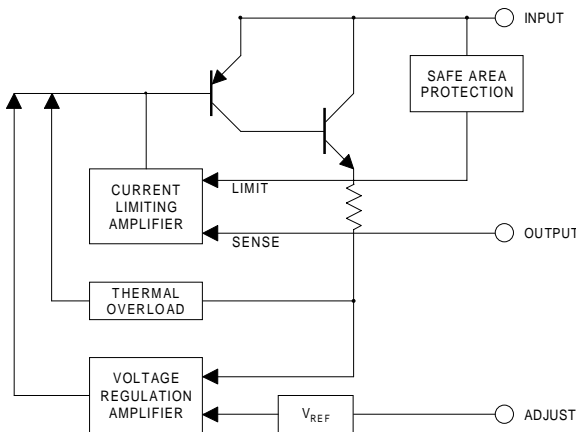 INPUT
SAFE AREA
PROTECTION
LIMIT
CURRENT
LIMITING
AMPLIFIER
SENSE
OUTPUT
THERMAL
OVERLOAD
VOLTAGE
REGULATION
AMPLIFIER
VREF
ADJUST